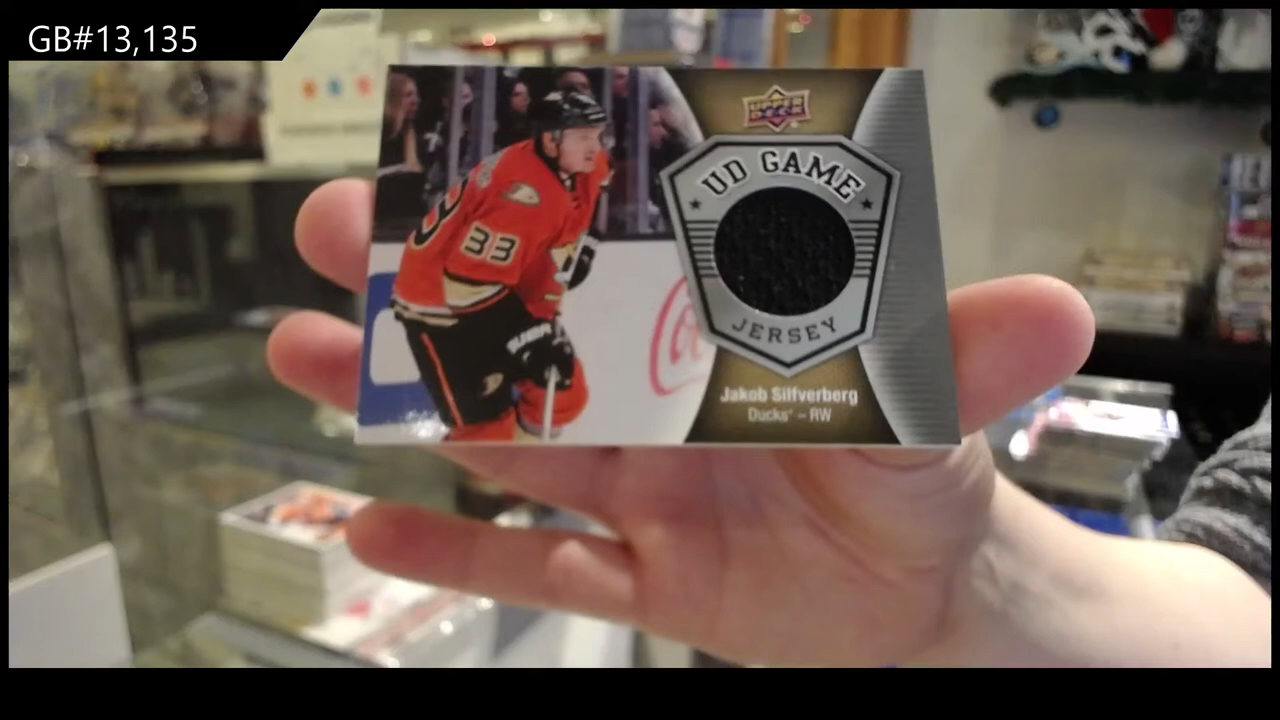 GB#13,135
UPPER
DECK
UD GAME
JERSEY
33
Jakob Silfverberg
Ducks® – RW